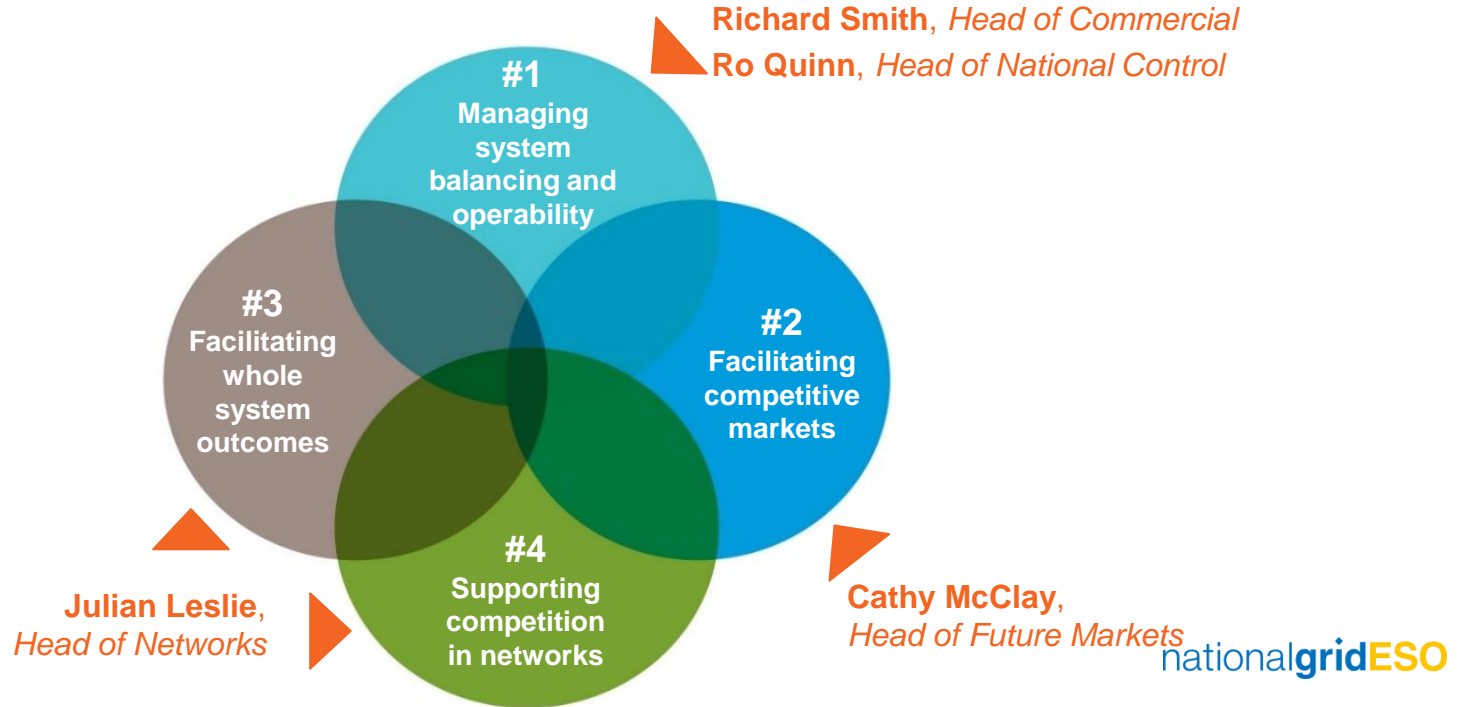 Richard Smith, Head of Commercial
Ro Quinn, Head of National Control
#1
Managing
system
balancing and
operability
#3
Facilitating
whole
system
outcomes
#2
Facilitating
competitive
markets
#4
Supporting
competition
in networks
Julian Leslie,
Head of Networks
Cathy McClay,
Head of Future Markets
nationalgridESO